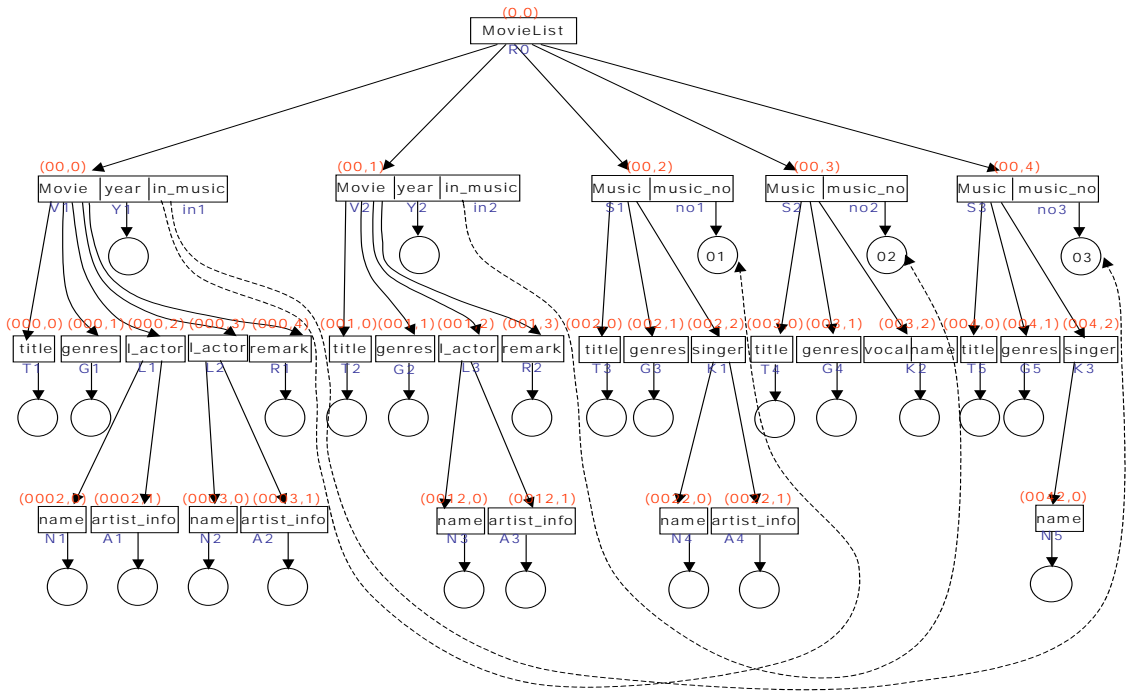 (0,0)
MovieList
R0
(00,0) (00,1) (00,2) (00,3) (00,4)
Movie year in_music Movie year in_music Music music_no Music music_no Music music_no
V1 Y1 in1 V2 Y2 in2 S1 no1 S2 no2 S3 no3
01 02 03
(000,0) (000,1) (000,2) (000,3) (000,4) (001,0) (001,1) (001,2) (001,3) (002,0) (002,1) (002,2) (003,0) (003,1) (003,2) (004,0) (004,1) (004,2)
title genres l_actor l_actor remark title genres l_actor remark title genres singer title genres vocalname title genres singer
T1 G1 L1 L2 R1 T2 G2 L3 R2 T3 G3 K1 T4 G4 K2 T5 G5 K3
(0002,0) (0002,1) (0003,0) (0003,1) (0012,0) (0012,1) (0022,0) (0022,1) (0042,0)
name artist_info name artist_info name artist_info name artist_info name
N1 A1 N2 A2 N3 A3 N4 A4 N5